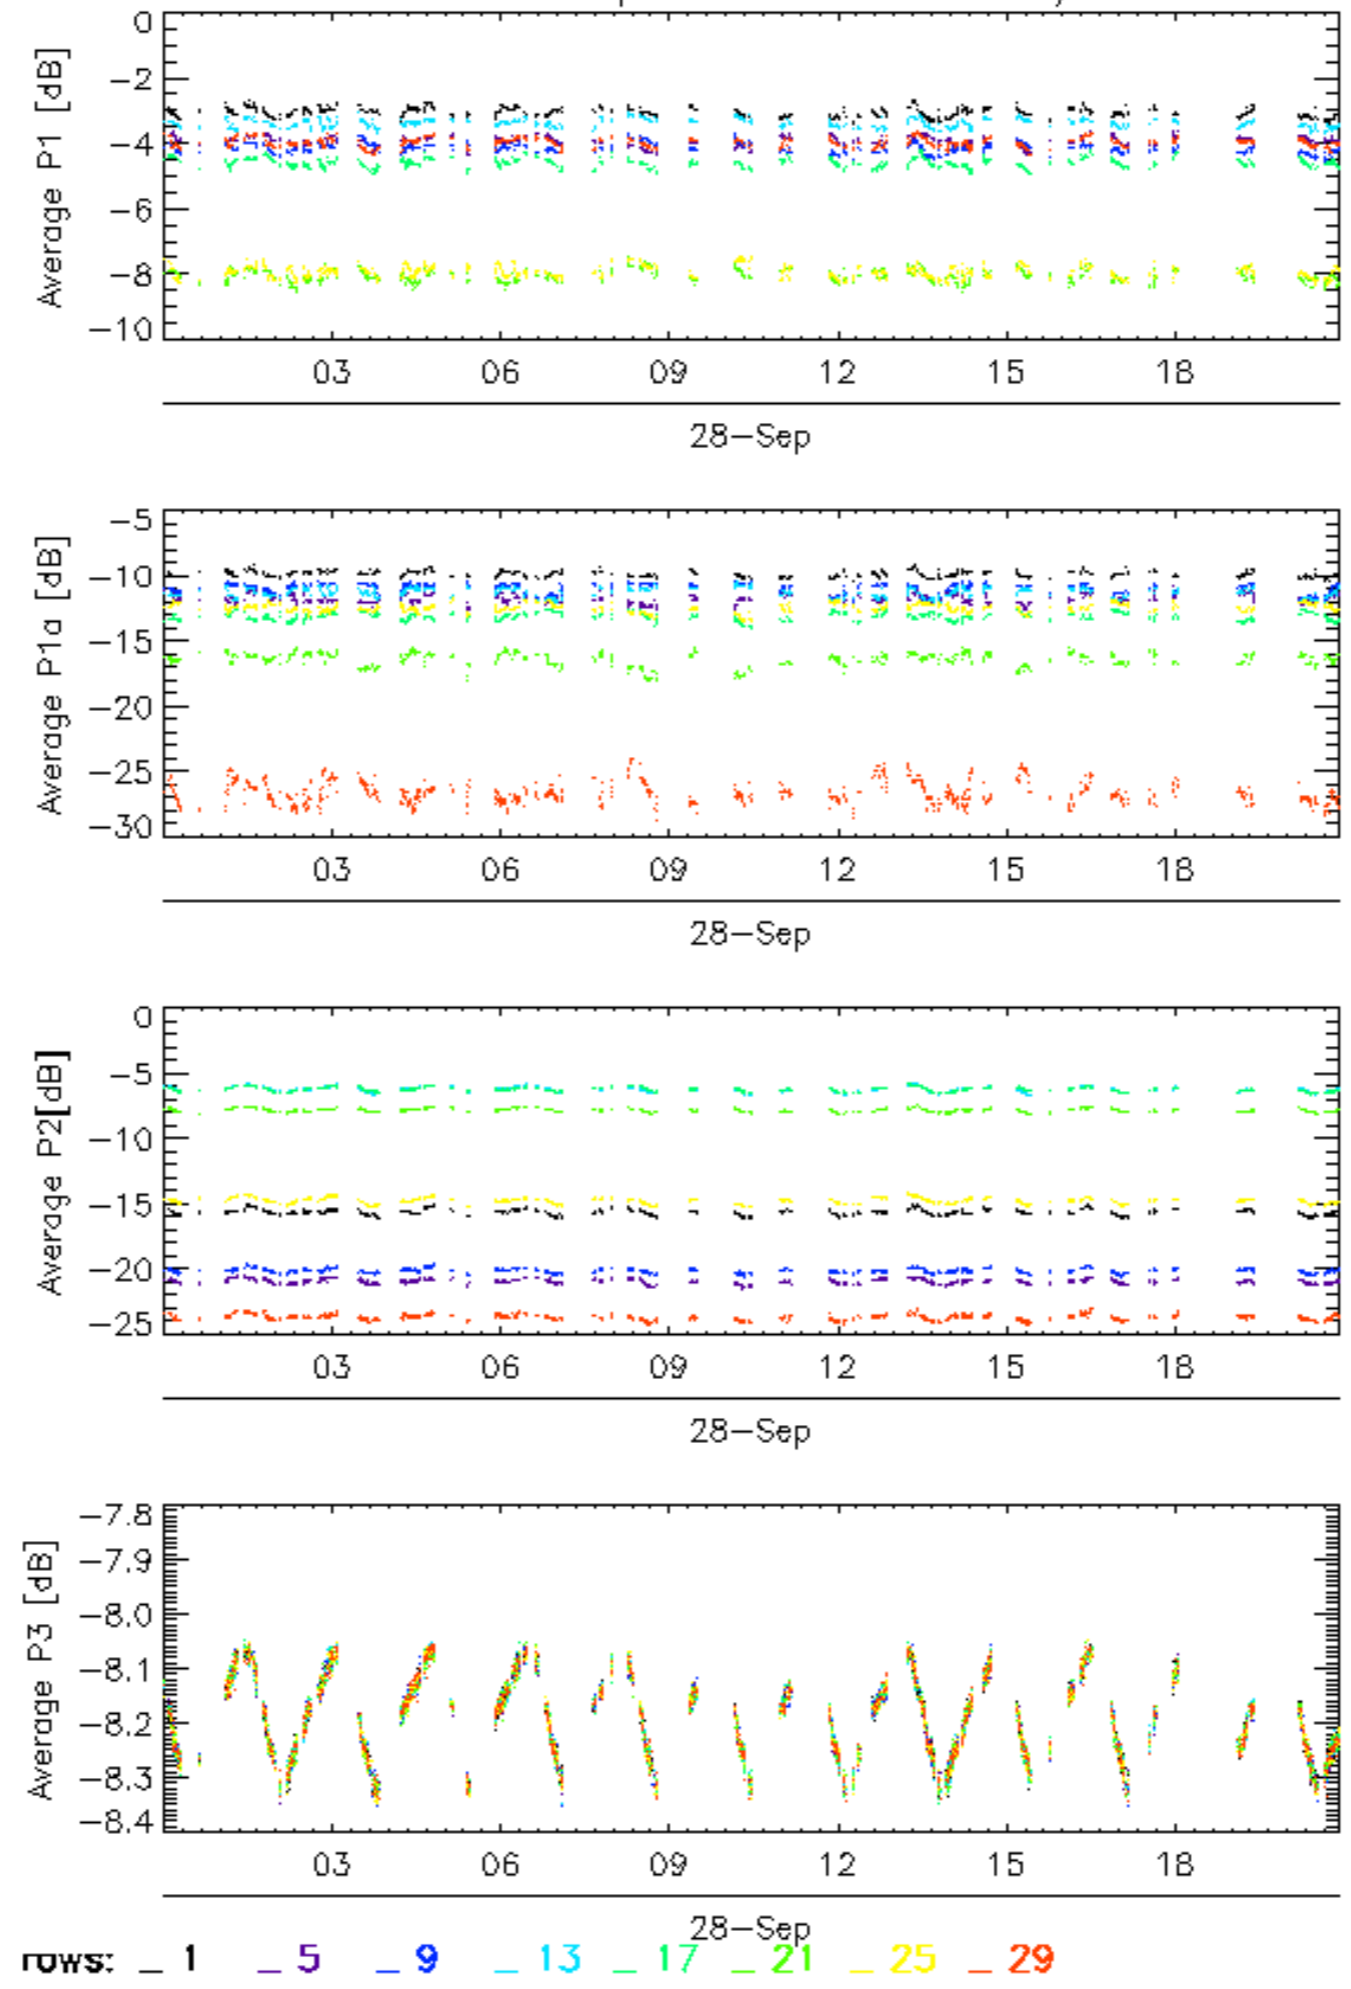 0
−2
−4
−6
−8
−10
Average P1 [dB]
03 06 09 12 15 18
28−Sep
−5
−10
−15
−20
−25
−30
Average P1a [dB]
03 06 09 12 15 18
28−Sep
0
−5
−10
−15
−20
−25
Average P2[dB]
03 06 09 12 15 18
28−Sep
−7.8
−7.9
−8.0
−8.1
−8.2
−8.3
−8.4
Average P3 [dB]
03 06 09 12 15 18
28−Sep
rows: _ 1 _ 5 _ 9 _ 13 _ 17 _ 21 _ 25 _ 29